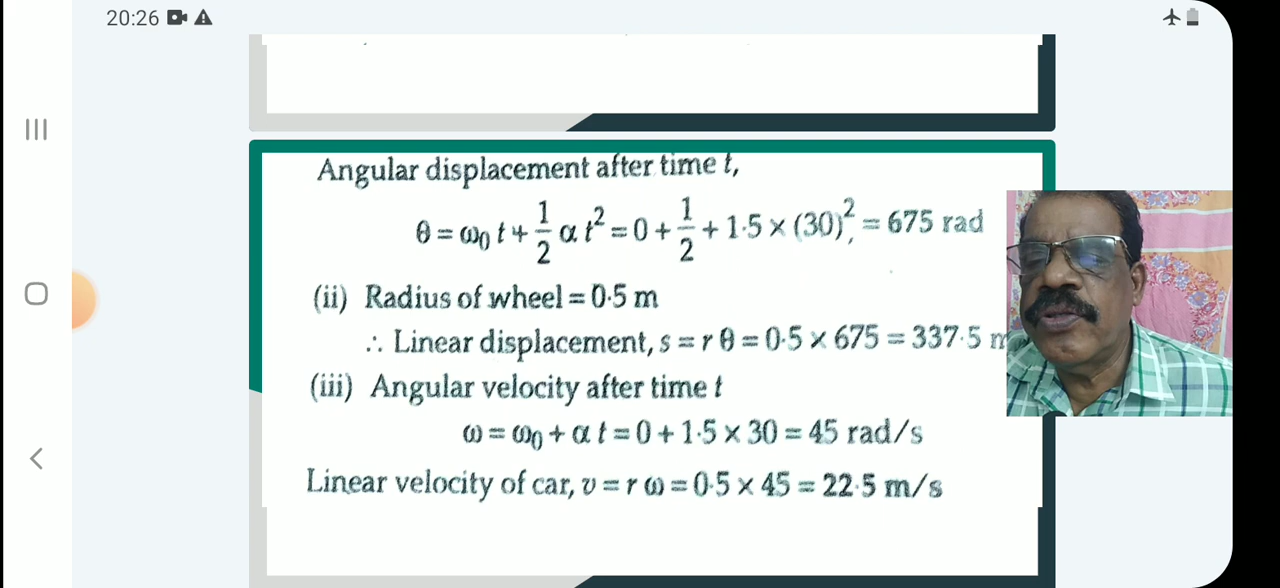 20:26
Angular displacement after time t,
θ = ω₀ t + 1/2 α t² = 0 + 1/2 + 1·5 × (30)², = 675 rad
(ii) Radius of wheel = 0·5 m
∴ Linear displacement, s = r θ = 0·5 × 675 = 337·5 m
(iii) Angular velocity after time t
ω = ω₀ + α t = 0 + 1·5 × 30 = 45 rad/s
Linear velocity of car, v = r ω = 0·5 × 45 = 22·5 m/s